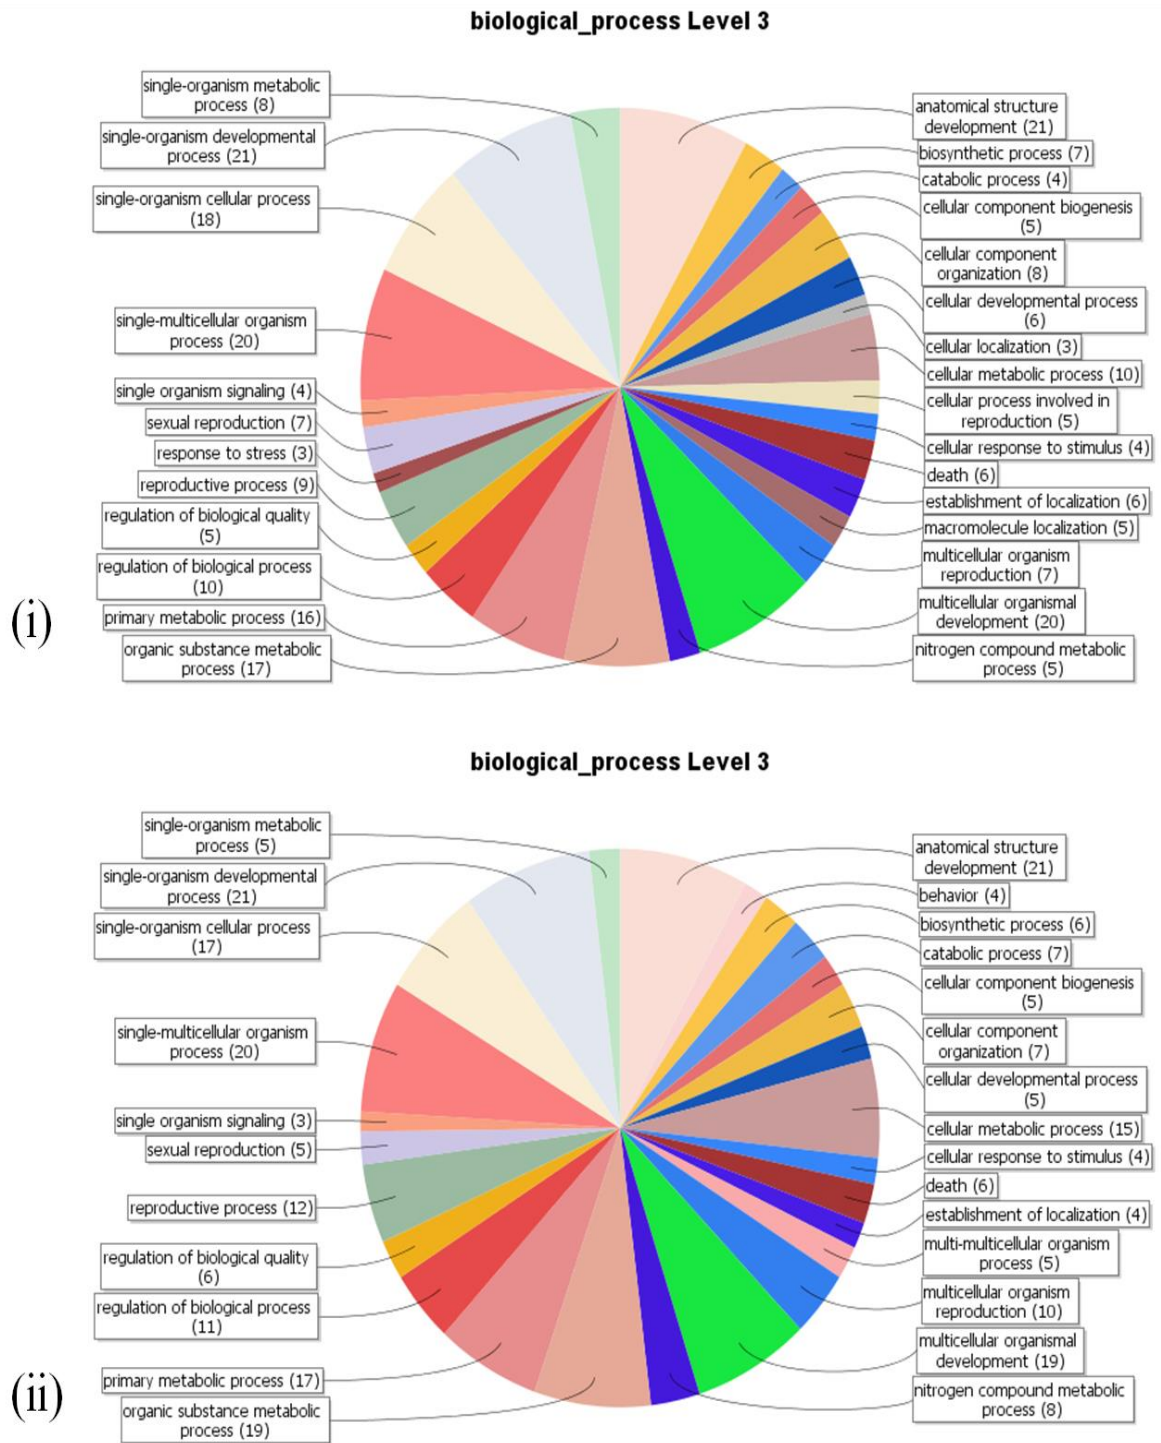 biological_process Level 3
single-organism metabolic
process (8)
single-organism developmental
process (21)
single-organism cellular process
(18)
single-multicellular organism
process (20)
single organism signaling (4)
sexual reproduction (7)
response to stress (3)
reproductive process (9)
regulation of biological quality
(5)
regulation of biological process
(10)
primary metabolic process (16)
organic substance metabolic
process (17)
anatomical structure
development (21)
biosynthetic process (7)
catabolic process (4)
cellular component biogenesis
(5)
cellular component
organization (8)
cellular developmental process
(6)
cellular localization (3)
cellular metabolic process (10)
cellular process involved in
reproduction (5)
cellular response to stimulus (4)
death (6)
establishment of localization (6)
macromolecule localization (5)
multicellular organism
reproduction (7)
multicellular organismal
development (20)
nitrogen compound metabolic
process (5)
(i)
biological_process Level 3
single-organism metabolic
process (5)
single-organism developmental
process (21)
single-organism cellular process
(17)
single-multicellular organism
process (20)
single organism signaling (3)
sexual reproduction (5)
reproductive process (12)
regulation of biological quality
(6)
regulation of biological process
(11)
primary metabolic process (17)
organic substance metabolic
process (19)
anatomical structure
development (21)
behavior (4)
biosynthetic process (6)
catabolic process (7)
cellular component biogenesis
(5)
cellular component
organization (7)
cellular developmental process
(5)
cellular metabolic process (15)
cellular response to stimulus (4)
death (6)
establishment of localization (4)
multi-multicellular organism
process (5)
multicellular organism
reproduction (10)
multicellular organismal
development (19)
nitrogen compound metabolic
process (8)
(ii)